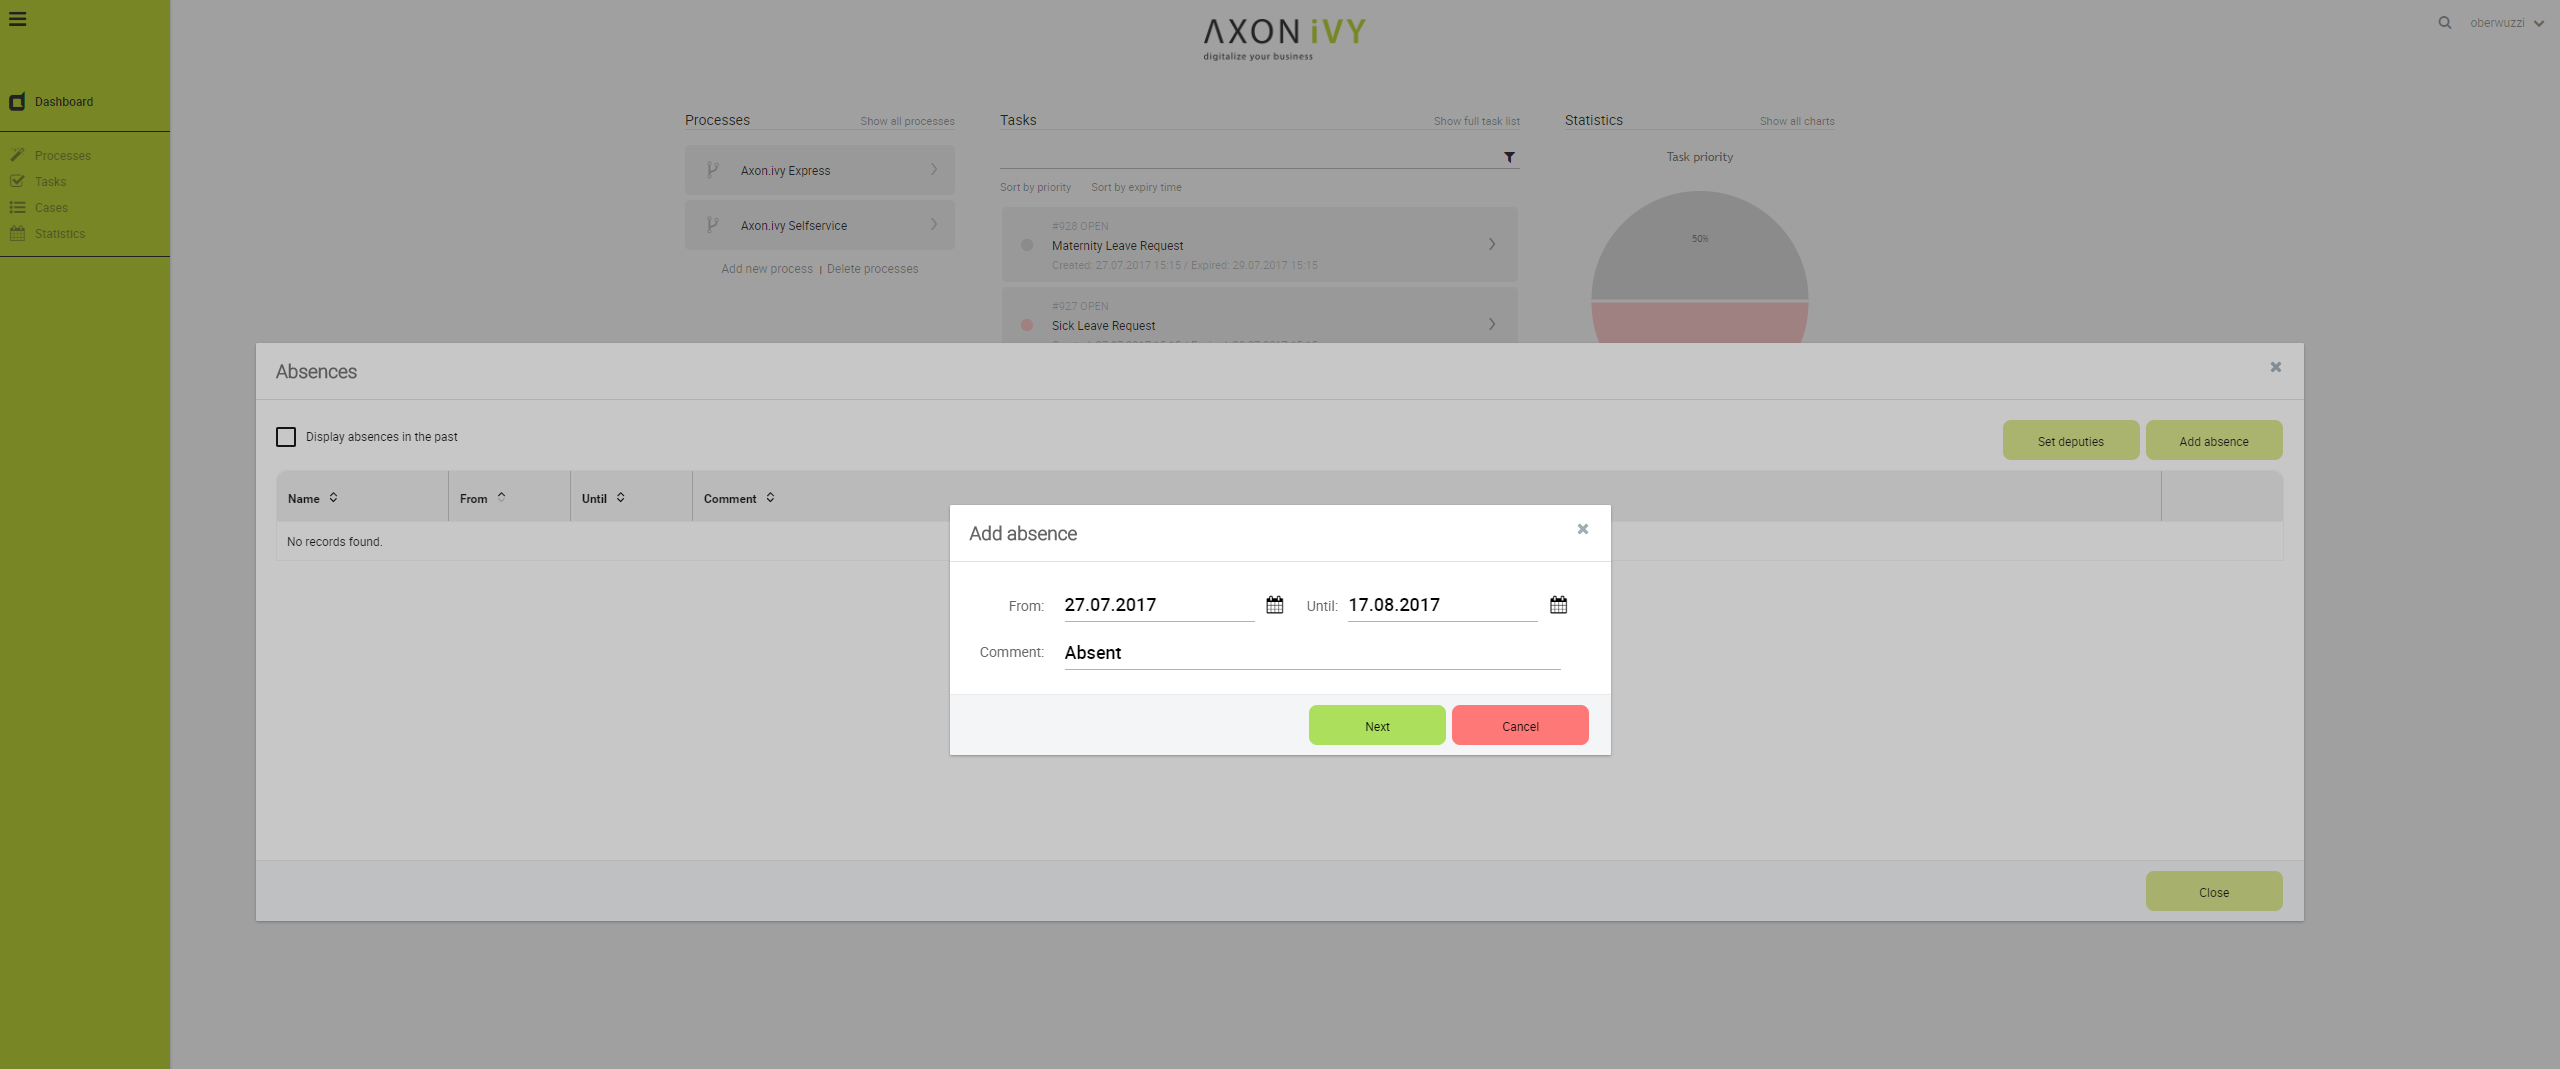 AXON iVY
digitalize your business
oberwuzzi
Dashboard
Processes
Tasks
Cases
Statistics
Processes
Show all processes
Axon.ivy Express
Axon.ivy Selfservice
Add new process | Delete processes
Tasks
Show full task list
Sort by priority
Sort by expiry time
#928 OPEN
Maternity Leave Request
Created: 27.07.2017 15:15 / Expired: 29.07.2017 15:15
#927 OPEN
Sick Leave Request
Statistics
Show all charts
Task priority
50%
Absences
Display absences in the past
Set deputies
Add absence
Name
From
Until
Comment
No records found.
Add absence
From: 27.07.2017
Until: 17.08.2017
Comment: Absent
Next
Cancel
Close